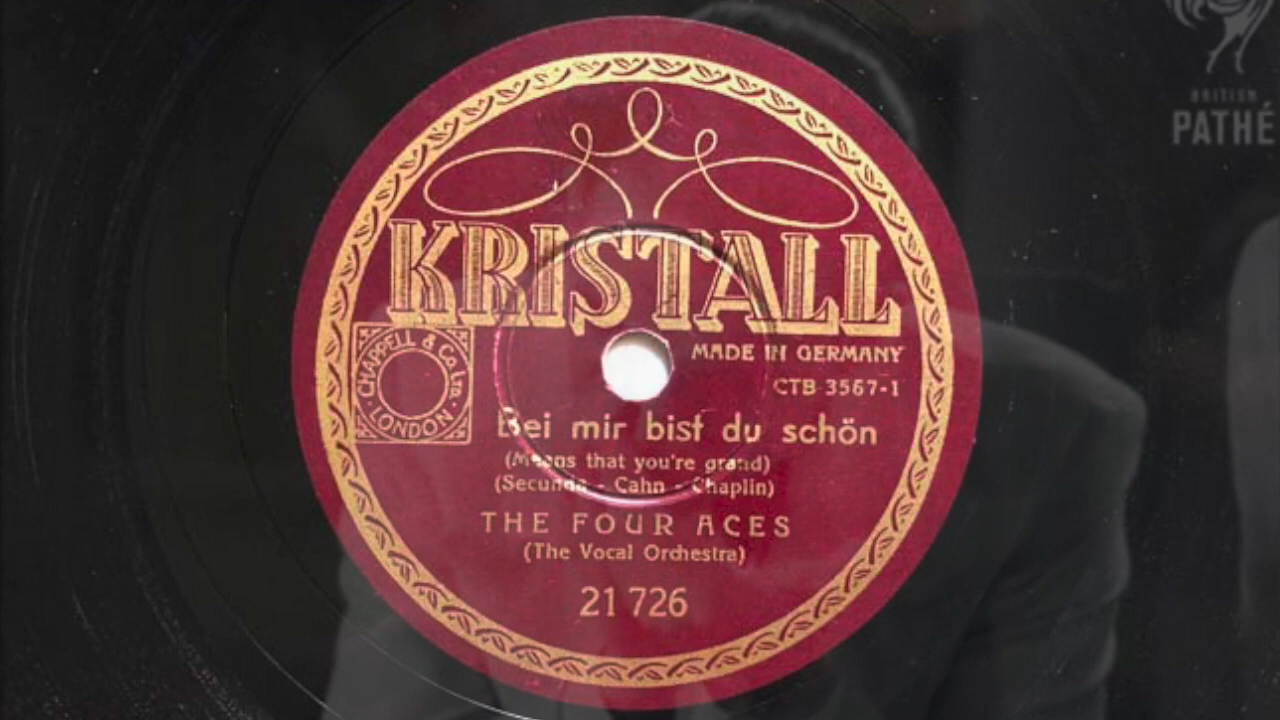 BRITISH
PATHÉ
KRISTALL
MADE IN GERMANY
CTB 3567-1
CHAPPELL & Co. Ltd.
· LONDON ·
Bei mir bist du schön
(Means that you're grand)
(Secunda - Cahn - Chaplin)
THE FOUR ACES
(The Vocal Orchestra)
21 726